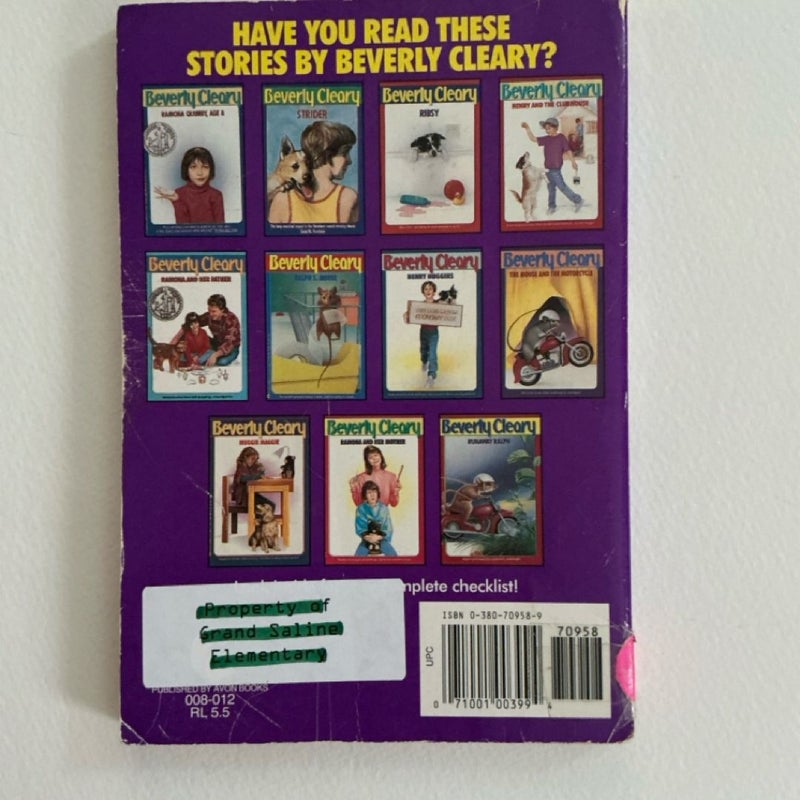 HAVE YOU READ THESE
STORIES BY BEVERLY CLEARY?
Beverly Cleary
RAMONA QUIMBY, AGE 8
Beverly Cleary
STRIDER
Beverly Cleary
RIBSY
Beverly Cleary
HENRY AND THE CLUBHOUSE
Beverly Cleary
RAMONA AND HER FATHER
Beverly Cleary
RALPH S. MOUSE
Beverly Cleary
HENRY HUGGINS
Beverly Cleary
THE MOUSE AND THE MOTORCYCLE
Beverly Cleary
MUGGIE MAGGIE
Beverly Cleary
RAMONA AND HER MOTHER
Beverly Cleary
RUNAWAY RALPH
checklist!
Property of
Grand Saline
Elementary
PUBLISHED BY AVON BOOKS
008-012
RL 5.5
ISBN 0-380-70958-9
70958
UPC
0 71001 00399 4